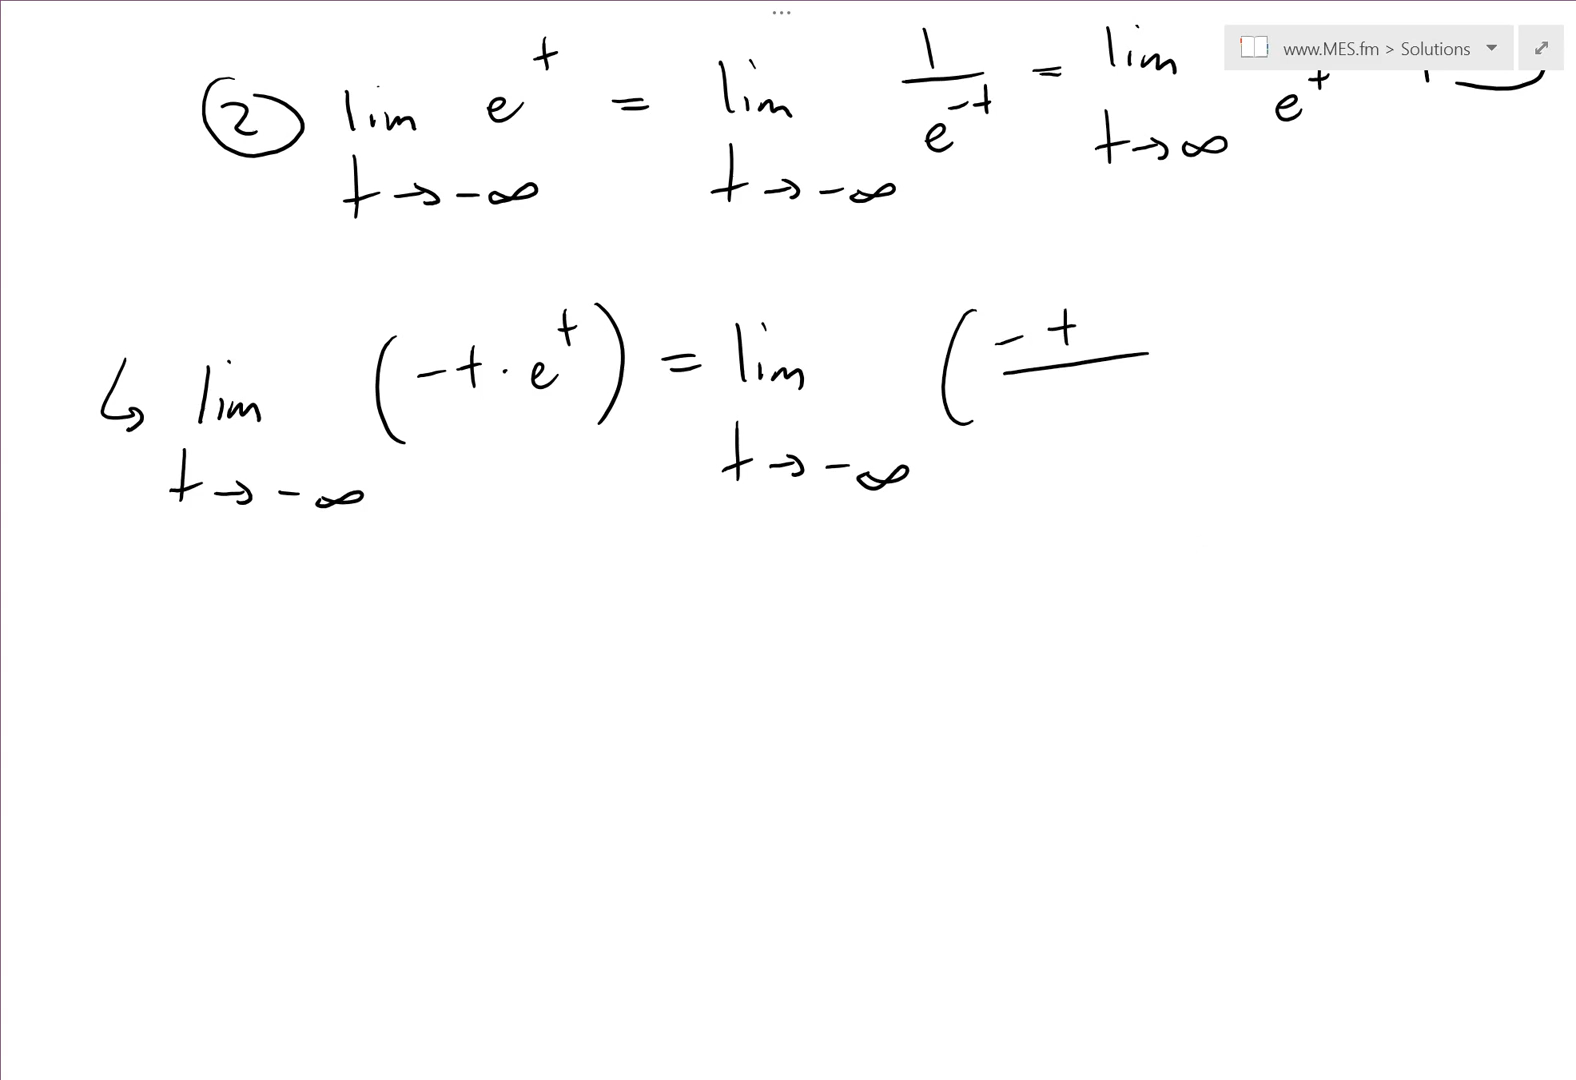 www.MES.fm > Solutions
② lim e^t = lim 1/e^-t = lim e^t
t→-∞ t→-∞ t→∞
↳ lim (-t·e^t) = lim (-t
t→-∞ t→-∞